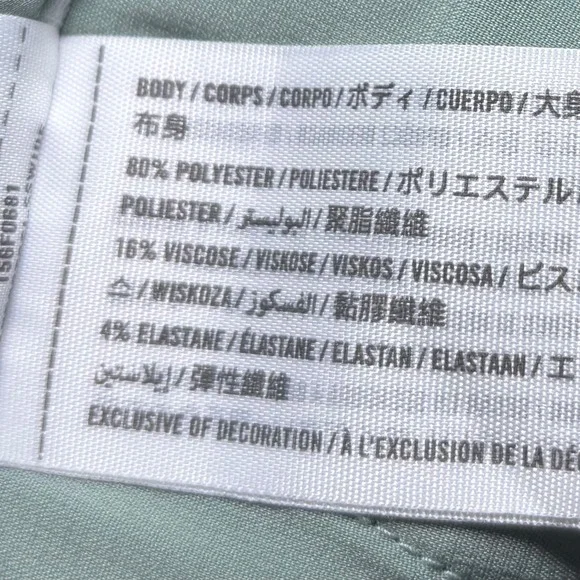 BODY / CORPS / CORPO / ボディ / CUERPO / 大身
布身
80% POLYESTER / POLIESTERE / ポリエステル
POLIESTER / البوليستر / 聚脂纖維
16% VISCOSE / VISKOSE / VISKOS / VISCOSA / ビス
스 / WISKOZA / الفسكوز / 黏膠纖維
4% ELASTANE / ÉLASTANE / ELASTAN / ELASTAAN / エ
إيلاستين / 彈性纖維
EXCLUSIVE OF DECORATION / À L'EXCLUSION DE LA DÉC